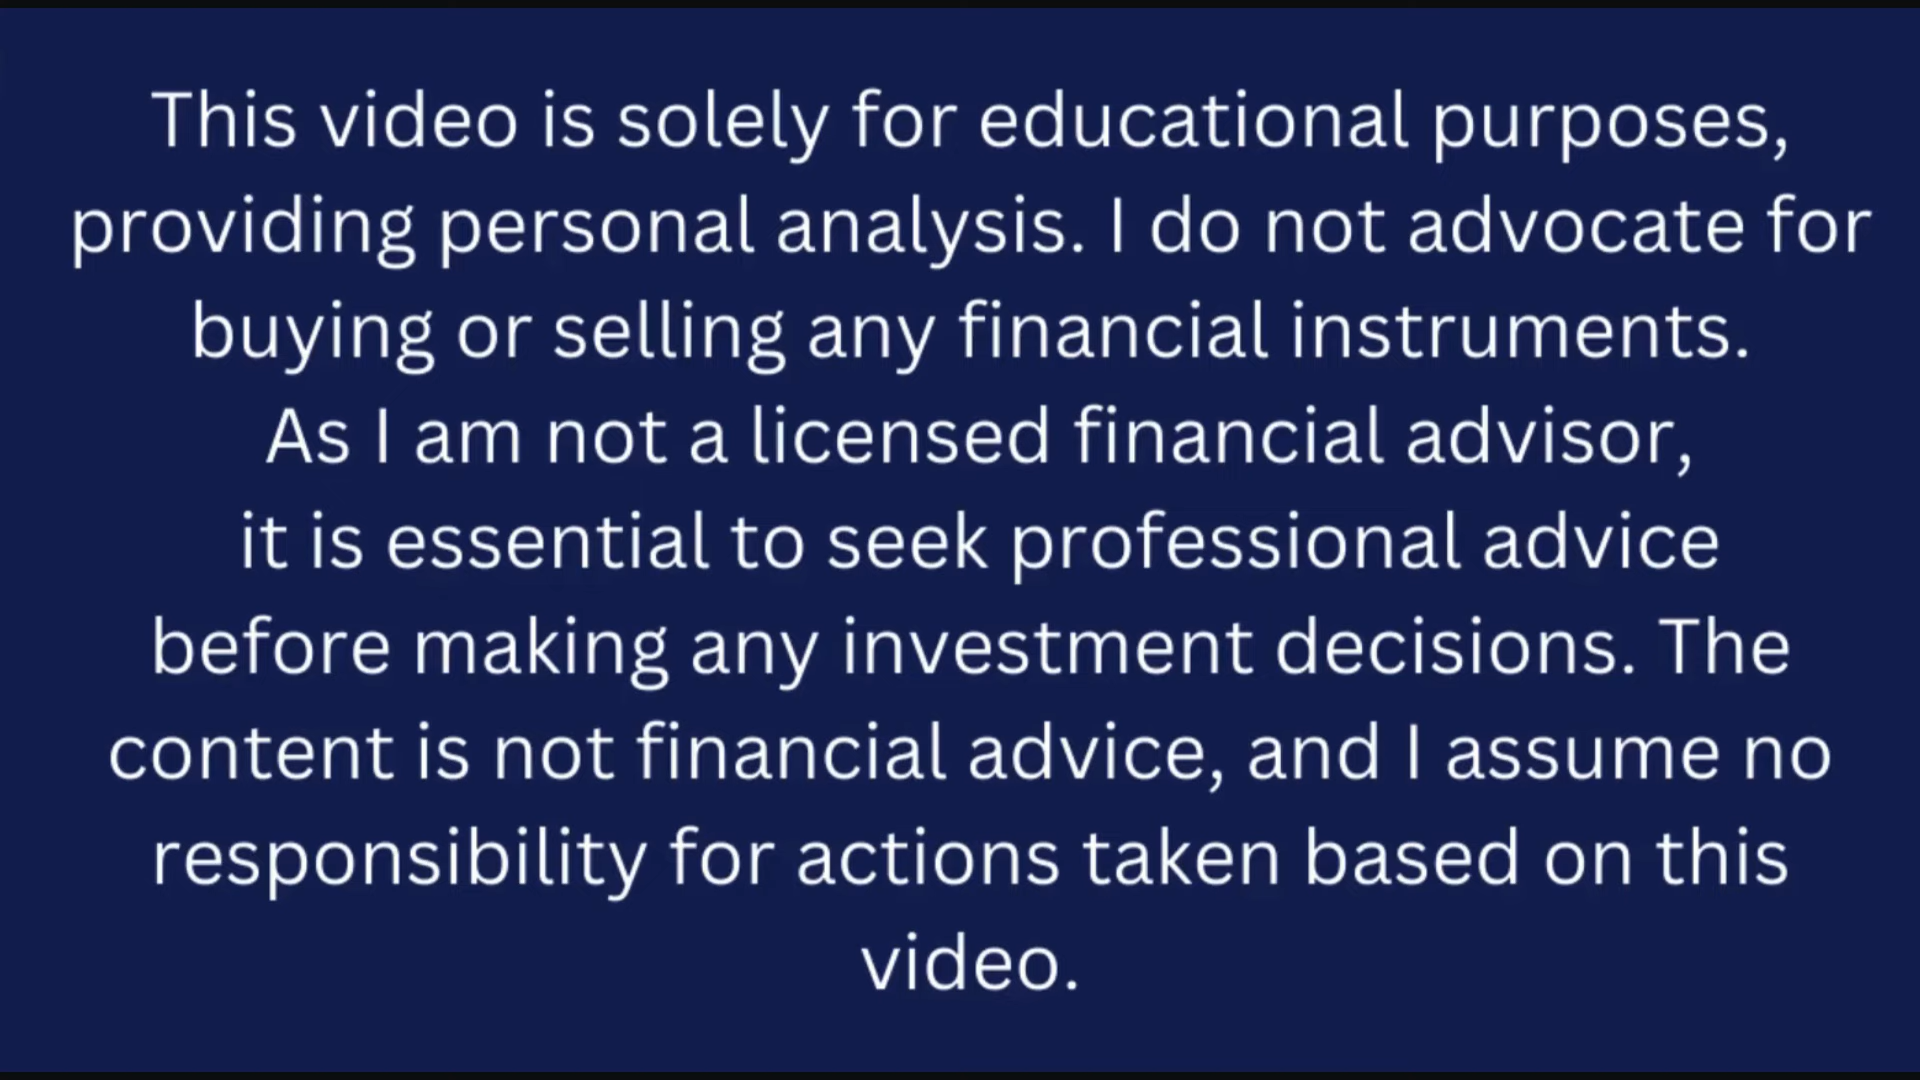 This video is solely for educational purposes,
providing personal analysis. I do not advocate for
buying or selling any financial instruments.
As I am not a licensed financial advisor,
it is essential to seek professional advice
before making any investment decisions. The
content is not financial advice, and I assume no
responsibility for actions taken based on this
video.